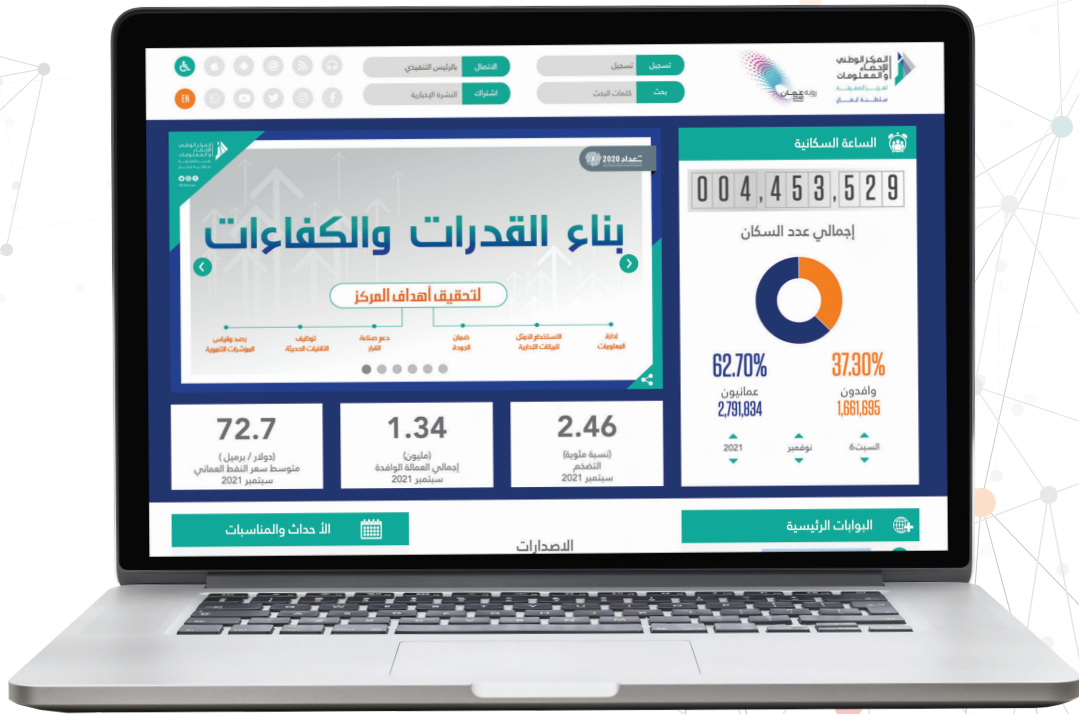 المركز الوطني
للإحصاء
والمعلومات
سلطنة عمان
رؤية عمان
تسجيل
تسجيل
الاتصال
بالرئيس التنفيذي
بحث
كلمات البحث
اشتراك
النشرة الإخبارية
EN
الساعة السكانية
004,453,529
إجمالي عدد السكان
37.30%
وافدون
1,661,695
62.70%
عمانيون
2,791,834
السبت6
نوفمبر
2021
تعداد 2020
بناء القدرات والكفاءات
لتحقيق أهداف المركز
إدارة
المعلومات
الاستخدام الأمثل
للبيانات الإدارية
ضمان
الجودة
دعم صناعة
القرار
توظيف
التقنيات الحديثة
رصد وقياس
المؤشرات التنموية
2.46
(نسبة مئوية)
التضخم
سبتمبر 2021
1.34
(مليون)
إجمالي العمالة الوافدة
سبتمبر 2021
72.7
(دولار / برميل )
متوسط سعر النفط العماني
سبتمبر 2021
البوابات الرئيسية
الاصدارات
الأ حداث والمناسبات